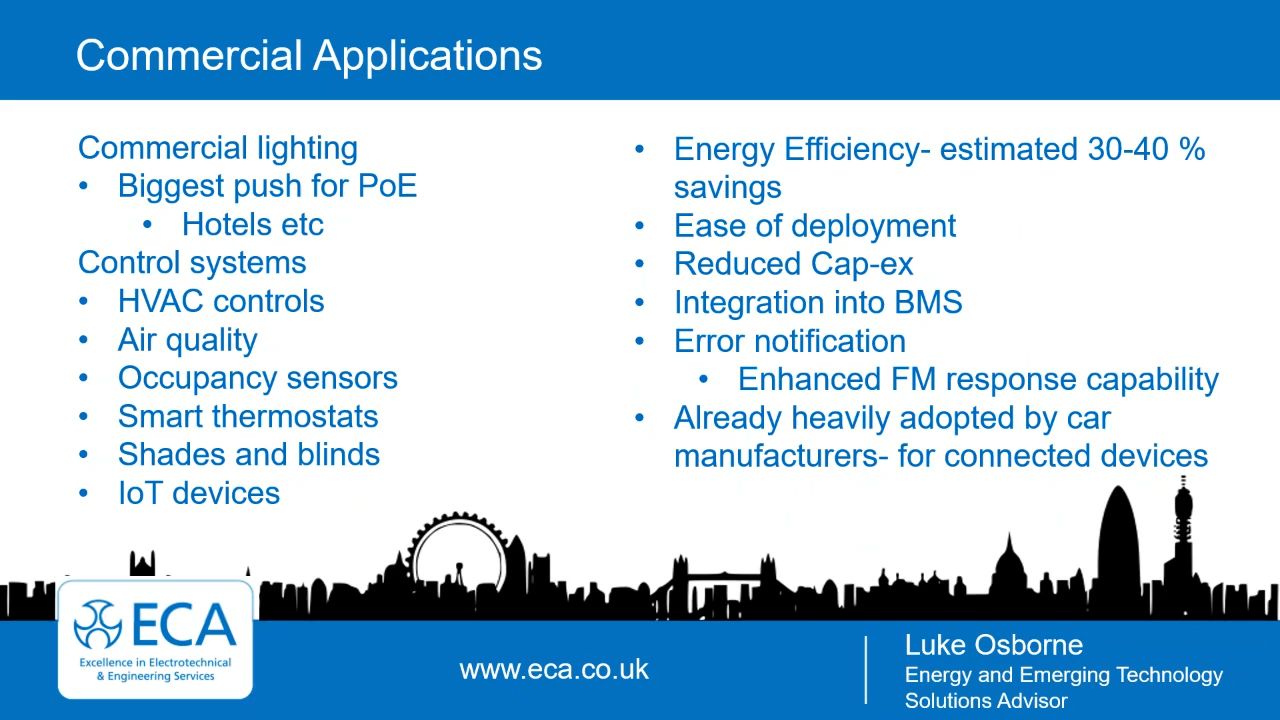 Commercial Applications
Commercial lighting
• Biggest push for PoE
• Hotels etc
Control systems
• HVAC controls
• Air quality
• Occupancy sensors
• Smart thermostats
• Shades and blinds
• IoT devices
• Energy Efficiency- estimated 30-40 %
savings
• Ease of deployment
• Reduced Cap-ex
• Integration into BMS
• Error notification
• Enhanced FM response capability
• Already heavily adopted by car
manufacturers- for connected devices
ECA
Excellence in Electrotechnical
& Engineering Services
www.eca.co.uk
Luke Osborne
Energy and Emerging Technology
Solutions Advisor